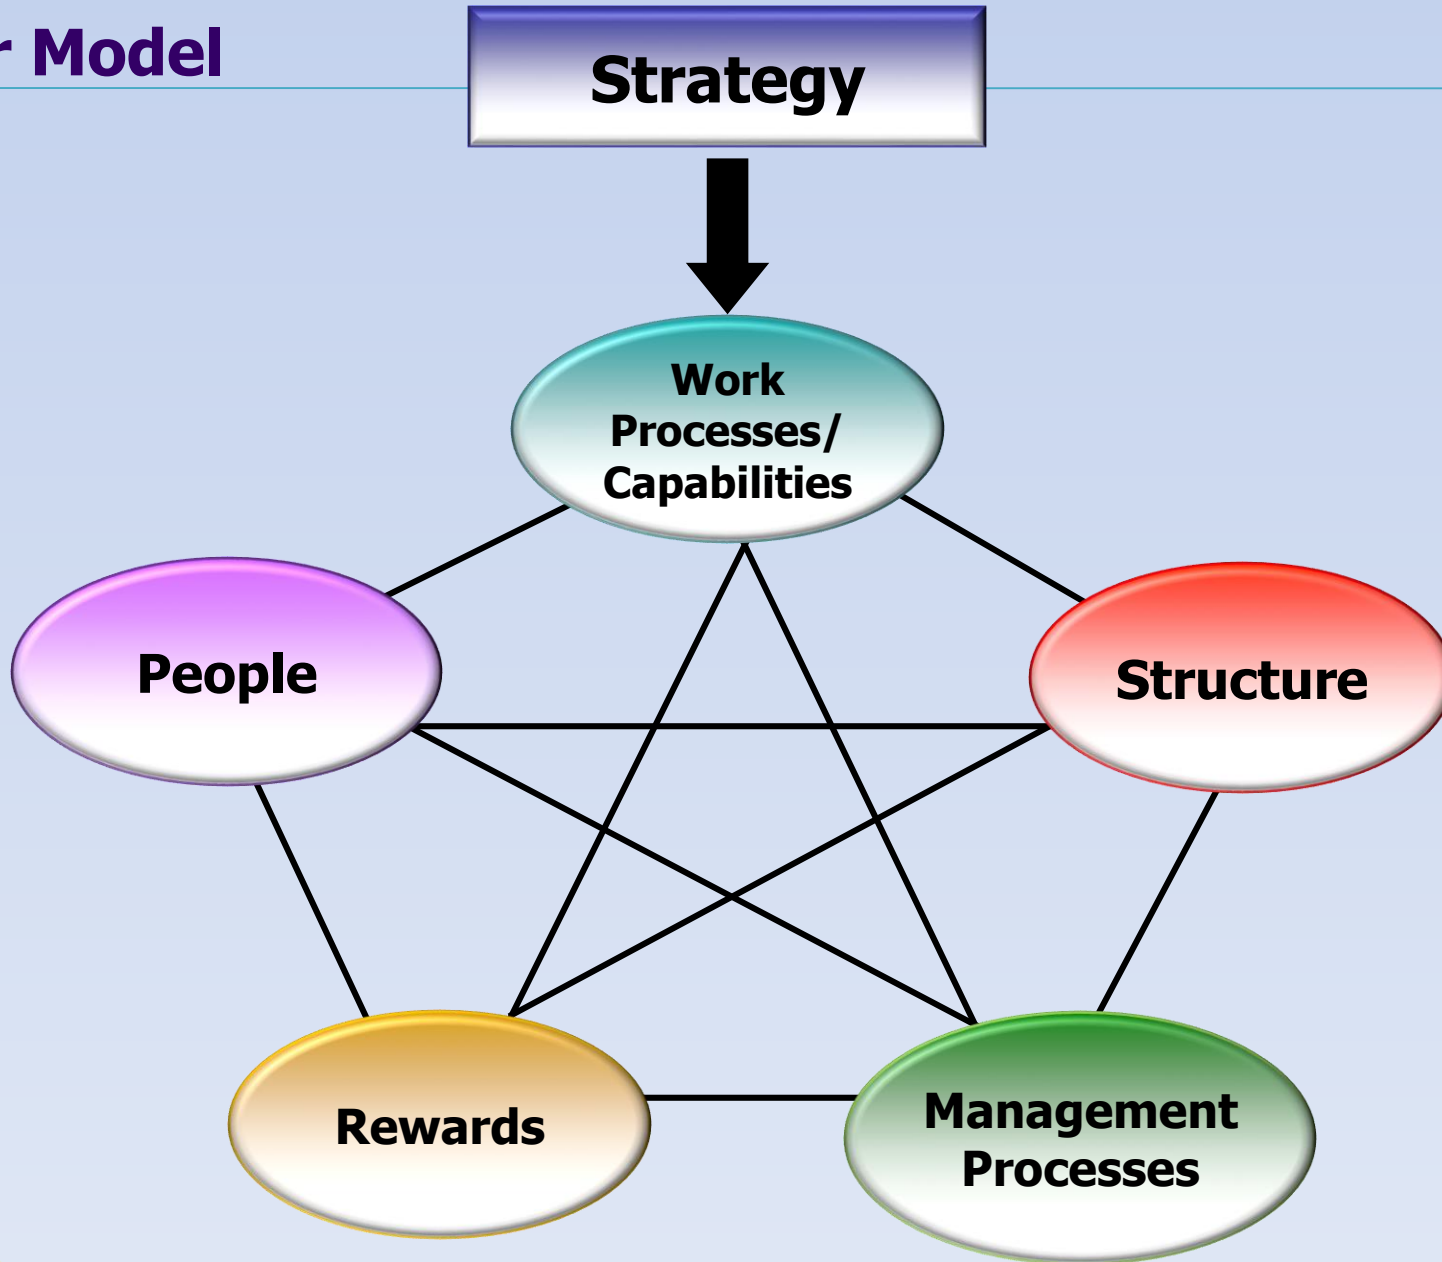 r Model
Strategy
Work
Processes/
Capabilities
People
Structure
Rewards
Management
Processes